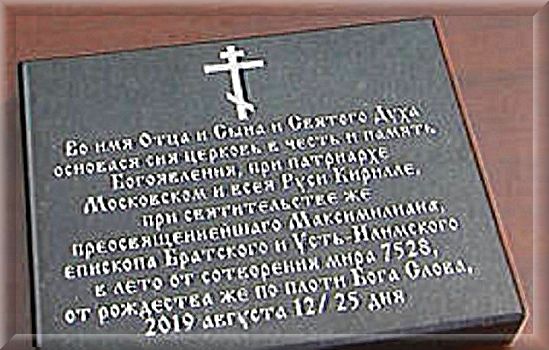 Во имя Отца и Сына и Святого Духа
основася сия церковь в честь и память
Богоявления, при патриархе
Московском и всея Руси Кирилле,
при святительстве же
преосвященнейшаго Максимилиана,
епископа Братского и Усть-Илимского
в лето от сотворения мира 7528,
от рождества же по плоти Бога Слова,
2019 августа 12/25 дня